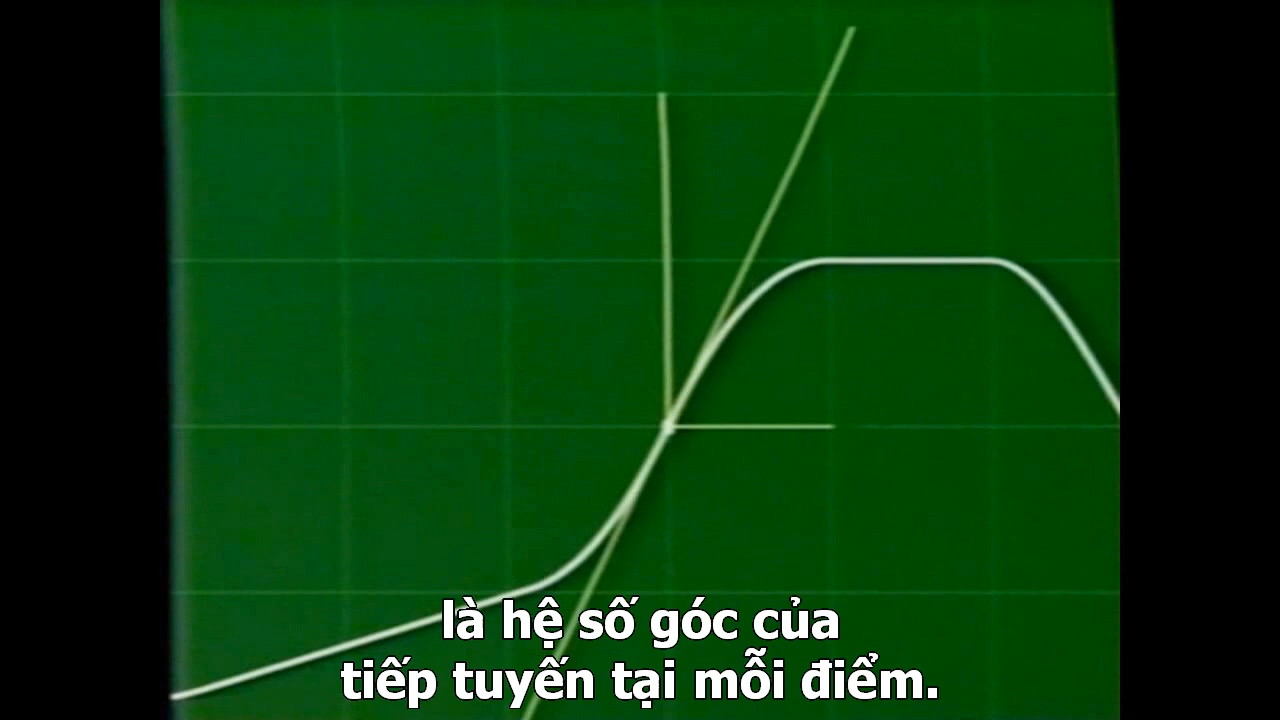 là hệ số góc của
tiếp tuyến tại mỗi điểm.